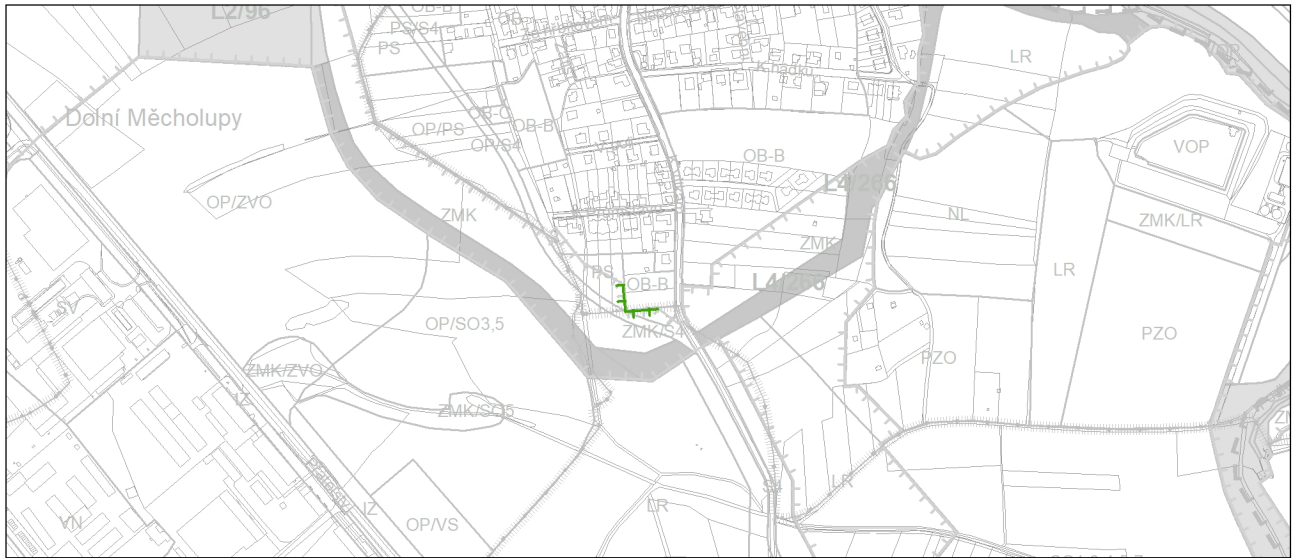 L2/96
PS/S4
OB-B
PS
LR
Dolní Měcholupy
OP/PS
OB-B
OP/S4
VOP
OB-B
OP/ZVO
L4/266
ZMK
NL
ZMK/LR
ZMK
PS
OB-B
LR
L4/266
SV
OP/SO3,5
ZMK/S4
PZO
PZO
ZMK/ZVO
IZ
ZMK/SO5
S4
LR
IZ
LR
VN
OP/VS